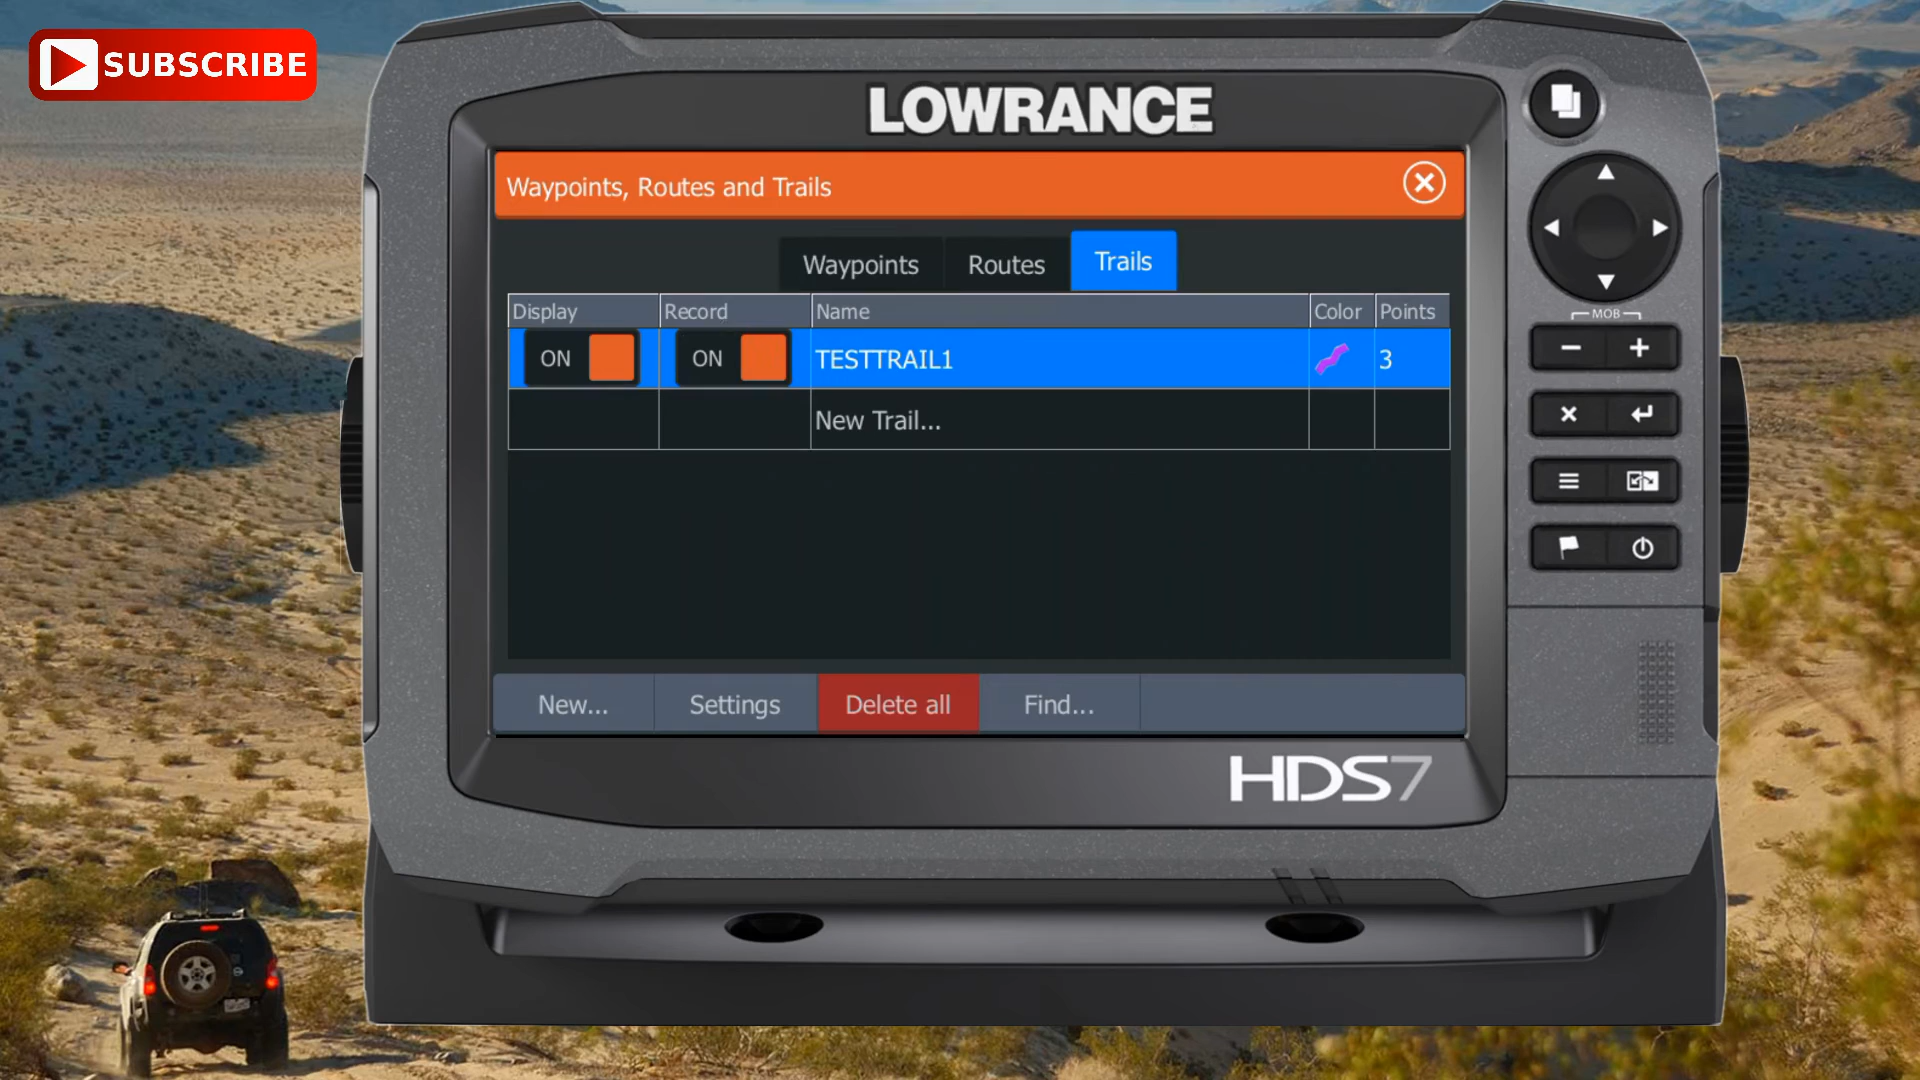 SUBSCRIBE
LOWRANCE
Waypoints, Routes and Trails
Waypoints Routes Trails
Display Record Name Color Points
ON ON TESTTRAIL1 3
New Trail...
New... Settings Delete all Find...
MOB
HDS7